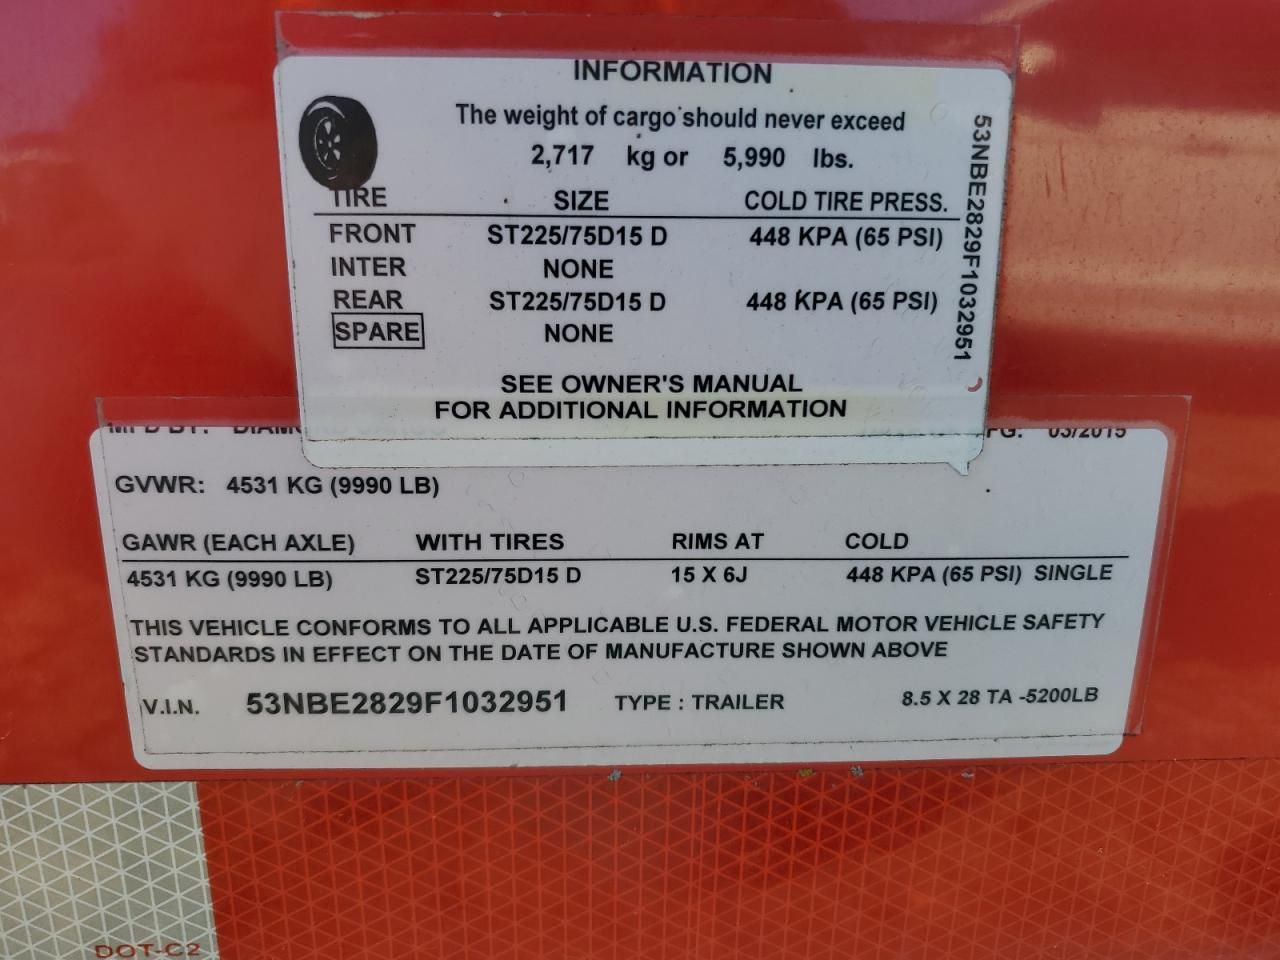 INFORMATION
The weight of cargo should never exceed
2,717 kg or 5,990 lbs.
TIRE SIZE COLD TIRE PRESS.
FRONT ST225/75D15 D 448 KPA (65 PSI)
INTER NONE
REAR ST225/75D15 D 448 KPA (65 PSI)
SPARE NONE
SEE OWNER'S MANUAL
FOR ADDITIONAL INFORMATION
53NBE2829F1032951
MFD BY: 03/2015
GVWR: 4531 KG (9990 LB)
GAWR (EACH AXLE) WITH TIRES RIMS AT COLD
4531 KG (9990 LB) ST225/75D15 D 15 X 6J 448 KPA (65 PSI) SINGLE
THIS VEHICLE CONFORMS TO ALL APPLICABLE U.S. FEDERAL MOTOR VEHICLE SAFETY
STANDARDS IN EFFECT ON THE DATE OF MANUFACTURE SHOWN ABOVE
V.I.N. 53NBE2829F1032951 TYPE : TRAILER 8.5 X 28 TA -5200LB
DOT-C2